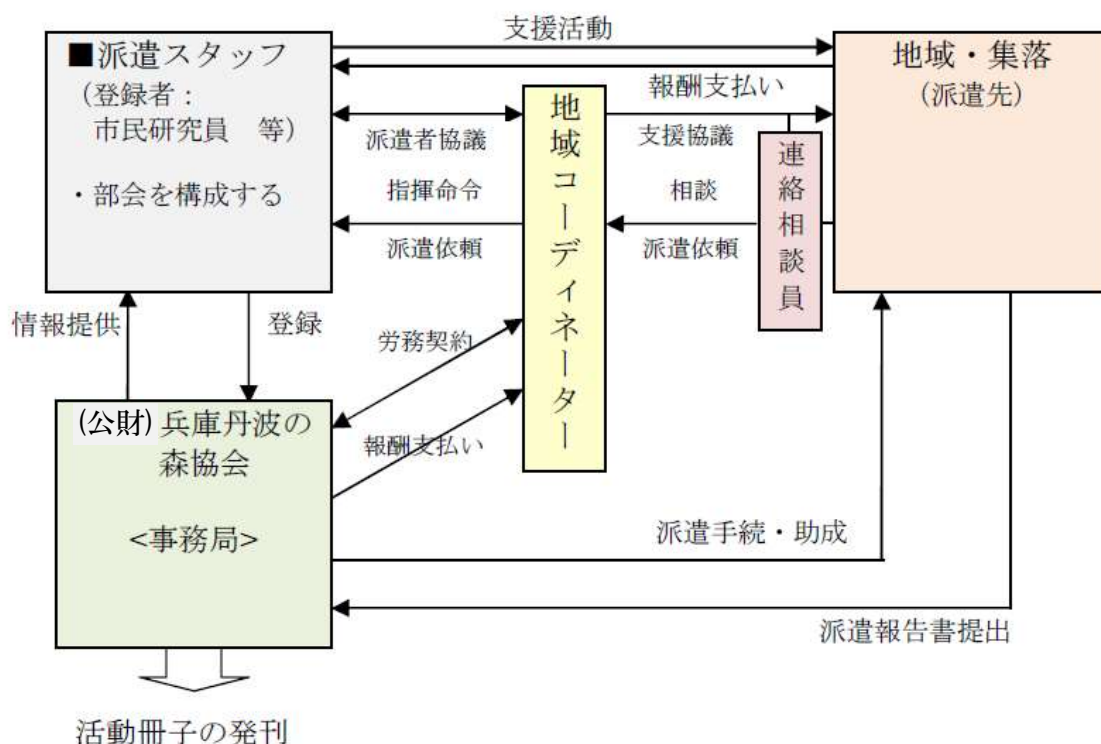 支援活動
■派遣スタッフ
(登録者：
市民研究員　等)
・部会を構成する
地域・集落
(派遣先)
報酬支払い
地域コーディネーター
派遣者協議
支援協議
連絡相談員
指揮命令
相談
派遣依頼
派遣依頼
情報提供
登録
労務契約
(公財) 兵庫丹波の
森協会
<事務局>
報酬支払い
派遣手続・助成
派遣報告書提出
活動冊子の発刊